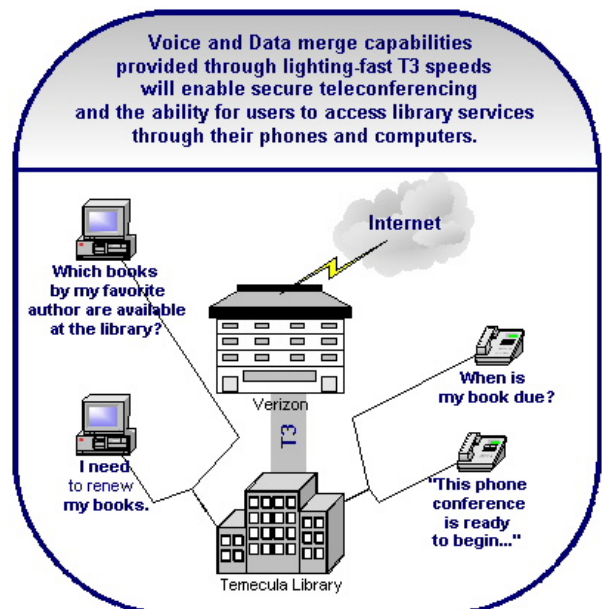 Voice and Data merge capabilities
provided through lighting-fast T3 speeds
will enable secure teleconferencing
and the ability for users to access library services
through their phones and computers.
Internet
Which books
by my favorite
author are available
at the library?
Verizon
When is
my book due?
T3
I need
to renew
my books.
"This phone
conference
is ready
to begin..."
Temecula Library